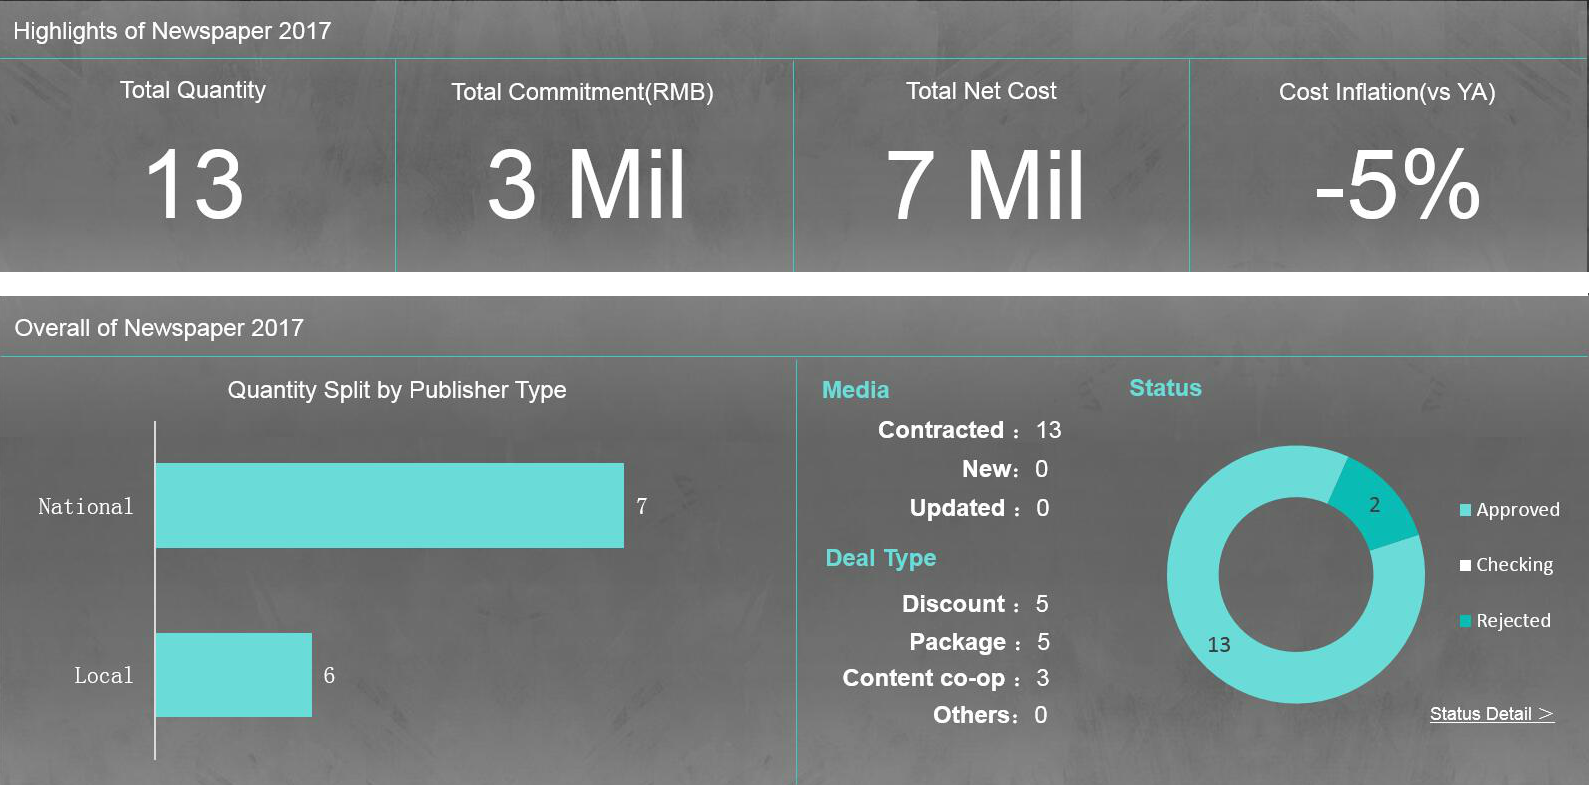 Highlights of Newspaper 2017
Total Quantity
13
Total Commitment(RMB)
3 Mil
Total Net Cost
7 Mil
Cost Inflation(vs YA)
-5%
Overall of Newspaper 2017
Quantity Split by Publisher Type
National
7
Local
6
Media
Contracted：13
New：0
Updated：0
Deal Type
Discount：5
Package：5
Content co-op：3
Others：0
Status
2
13
Approved
Checking
Rejected
Status Detail ＞